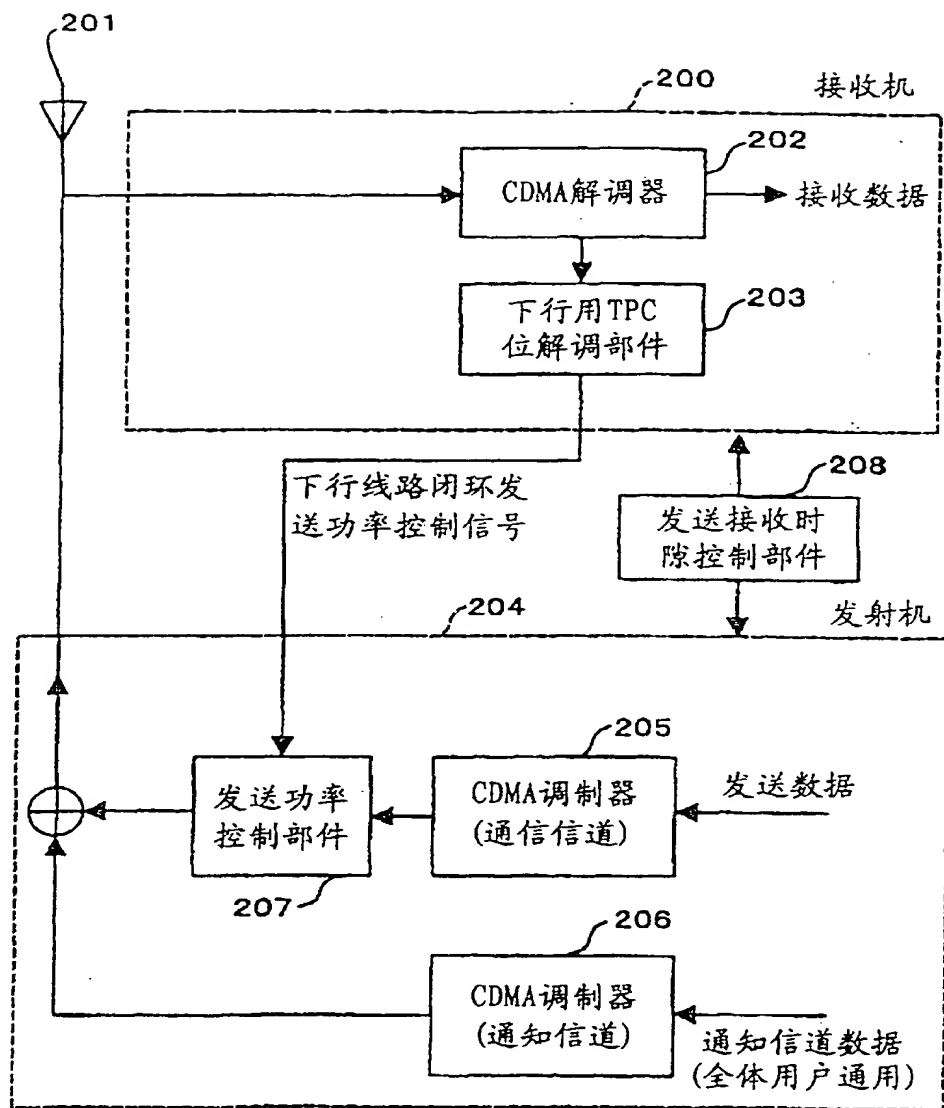 201
200
接收机
202
CDMA解调器
接收数据
下行用TPC
位解调部件
203
下行线路闭环发
送功率控制信号
208
发送接收时
隙控制部件
204
发射机
205
发送功率
控制部件
CDMA调制器
(通信信道)
发送数据
207
206
CDMA调制器
(通知信道)
通知信道数据
(全体用户通用)